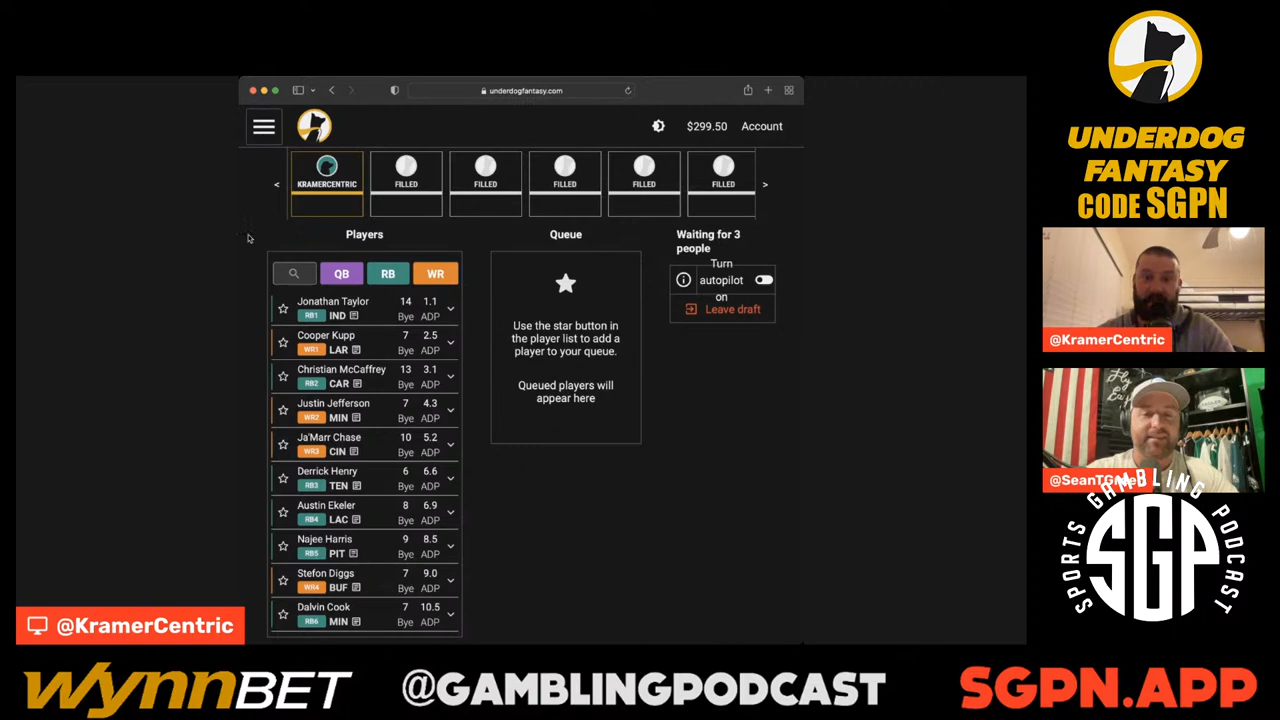 underdogfantasy.com
$299.50 Account
KRAMERCENTRIC FILLED FILLED FILLED FILLED FILLED
< >
Players Queue Waiting for 3
people
Turn
autopilot
on
Leave draft
QB RB WR
Jonathan Taylor 14 1.1
RB1 IND Bye ADP
Cooper Kupp 7 2.5
WR1 LAR Bye ADP
Christian McCaffrey 13 3.1
RB2 CAR Bye ADP
Justin Jefferson 7 4.3
WR2 MIN Bye ADP
Ja'Marr Chase 10 5.2
WR3 CIN Bye ADP
Derrick Henry 6 6.6
RB3 TEN Bye ADP
Austin Ekeler 8 6.9
RB4 LAC Bye ADP
Najee Harris 9 8.5
RB5 PIT Bye ADP
Stefon Diggs 7 9.0
WR4 BUF Bye ADP
Dalvin Cook 7 10.5
RB6 MIN Bye ADP
Use the star button in
the player list to add a
player to your queue.
Queued players will
appear here
UNDERDOG
FANTASY
CODE SGPN
@KramerCentric
SPORTS GAMBLING PODCAST
SGP
@KramerCentric
WYNNBET @GAMBLINGPODCAST SGPN.APP